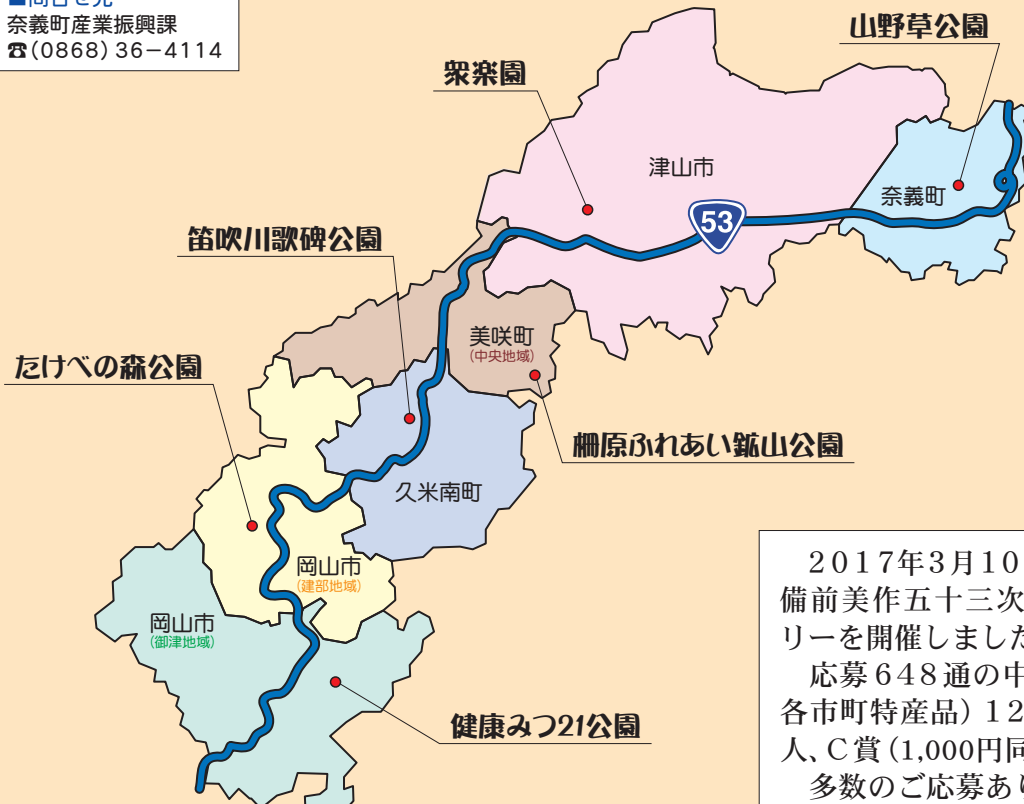 ■問合せ先
奈義町産業振興課
☎(0868)36−4114
山野草公園
衆楽園
津山市
奈義町
53
笛吹川歌碑公園
美咲町
(中央地域)
たけべの森公園
柵原ふれあい鉱山公園
久米南町
岡山市
(建部地域)
岡山市
(御津地域)
健康みつ21公園
2017年3月10
備前美作五十三次
リーを開催しました
応募648通の中
各市町特産品)12
人、C賞(1,000円同
多数のご応募あり